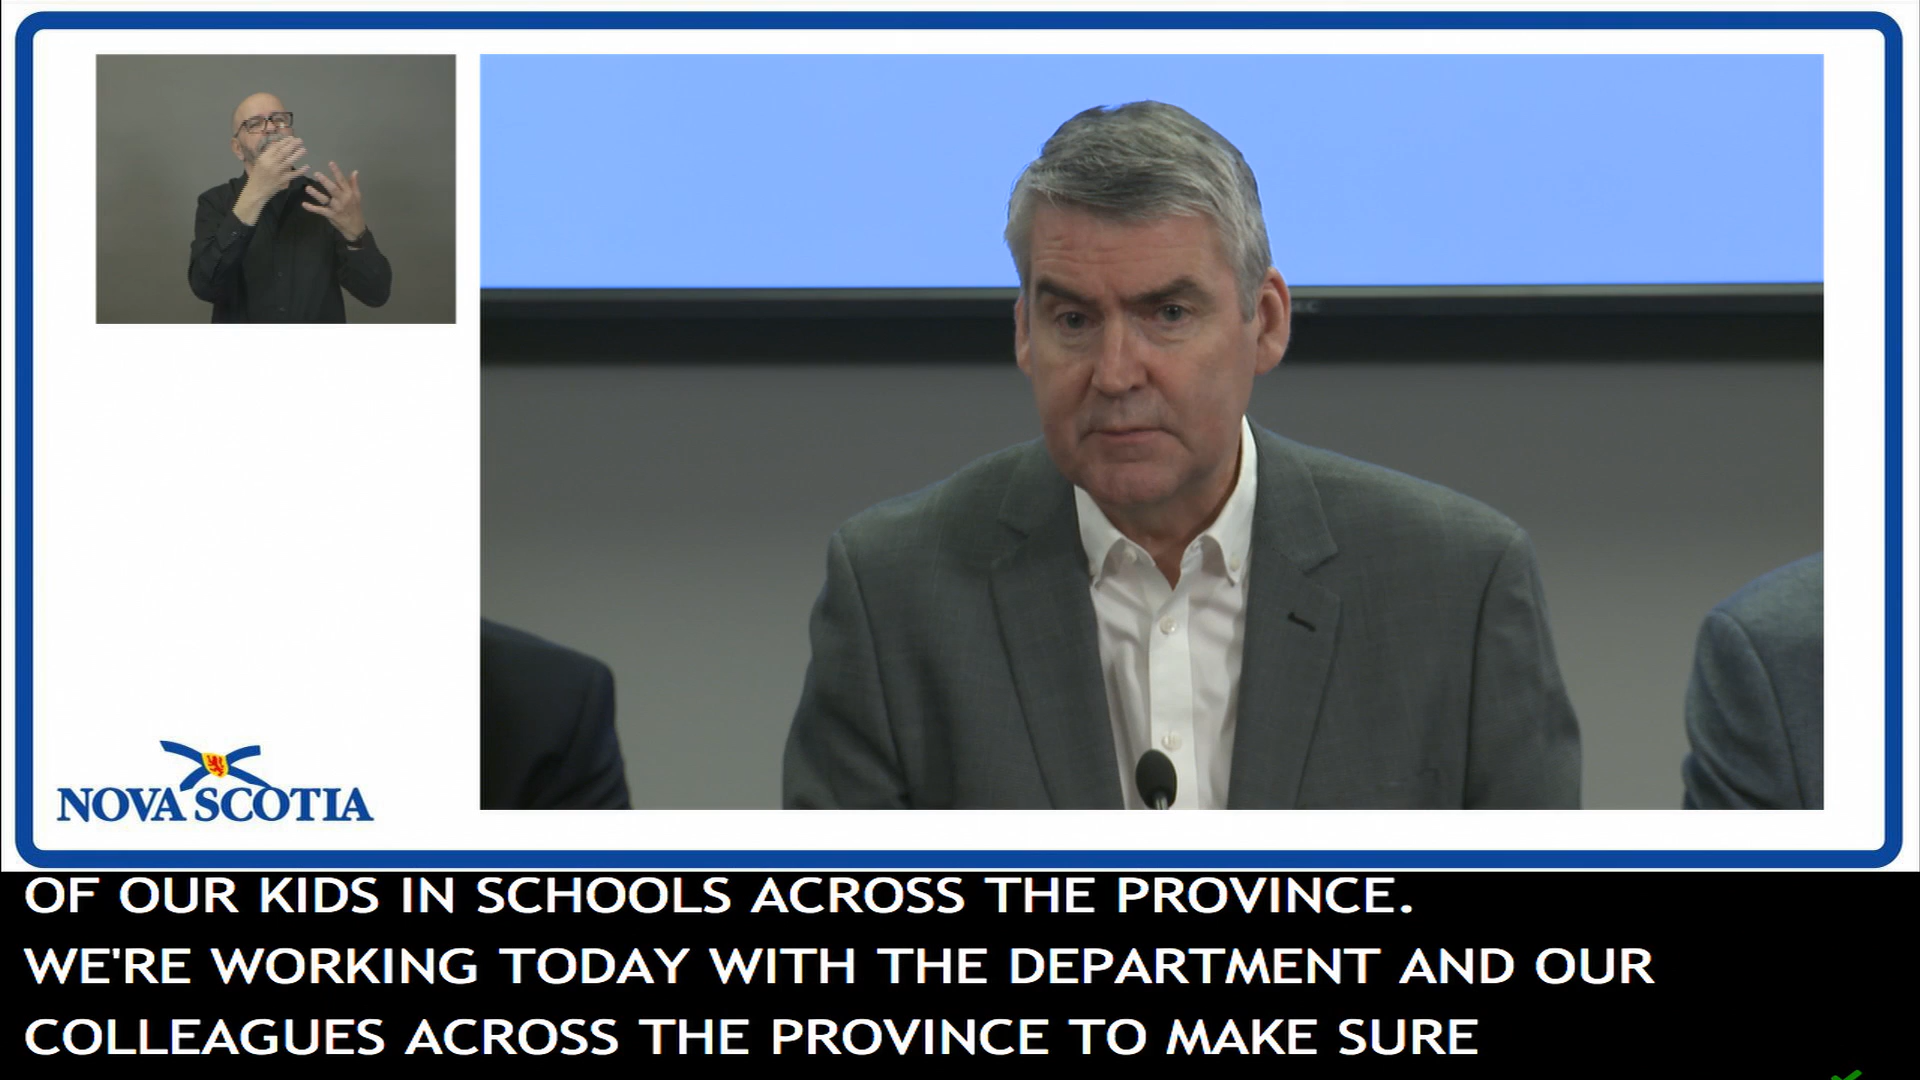 NOVA SCOTIA
OF OUR KIDS IN SCHOOLS ACROSS THE PROVINCE.
WE'RE WORKING TODAY WITH THE DEPARTMENT AND OUR
COLLEAGUES ACROSS THE PROVINCE TO MAKE SURE